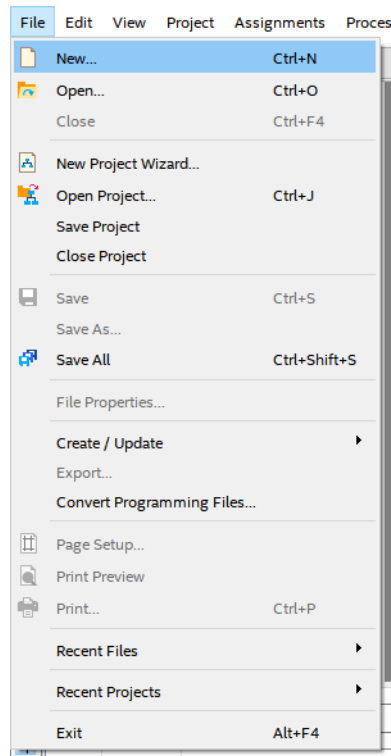 File Edit View Project Assignments Proces
New... Ctrl+N
Open... Ctrl+O
Close Ctrl+F4
New Project Wizard...
Open Project... Ctrl+J
Save Project
Close Project
Save Ctrl+S
Save As...
Save All Ctrl+Shift+S
File Properties...
Create / Update
Export...
Convert Programming Files...
Page Setup...
Print Preview
Print... Ctrl+P
Recent Files
Recent Projects
Exit Alt+F4